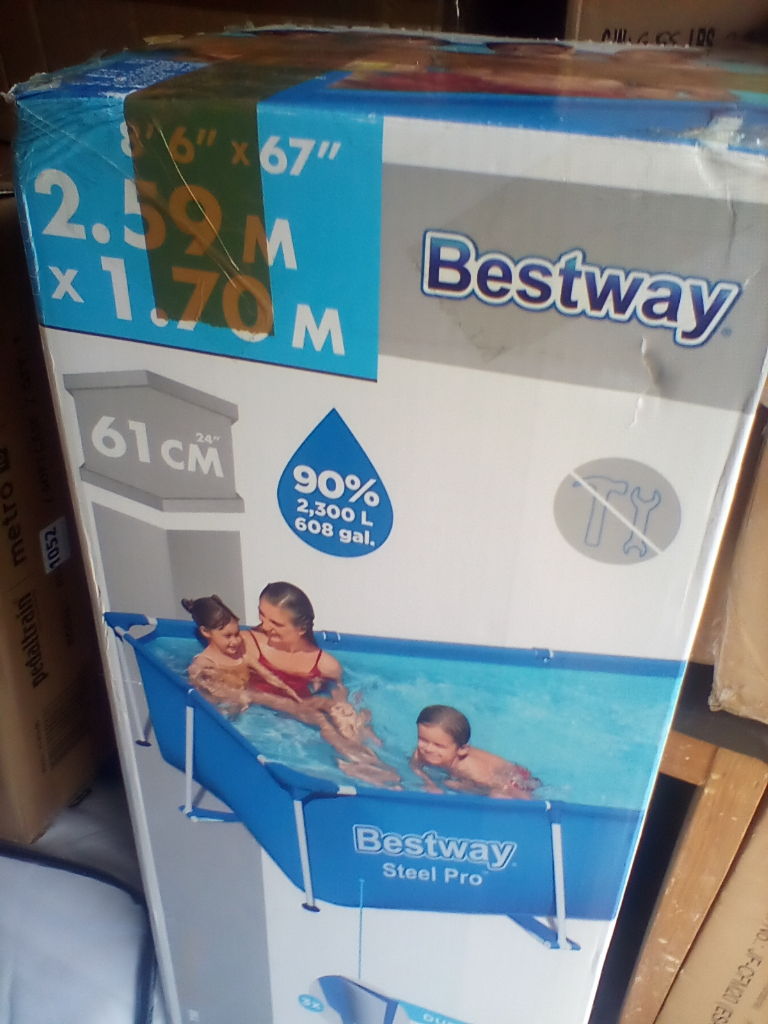 8' 6" x 67"
2.59 M
x 1.70 M
Bestway
61 CM 24"
90%
2,300 L
608 gal.
Bestway
Steel Pro
3x
metro
1052